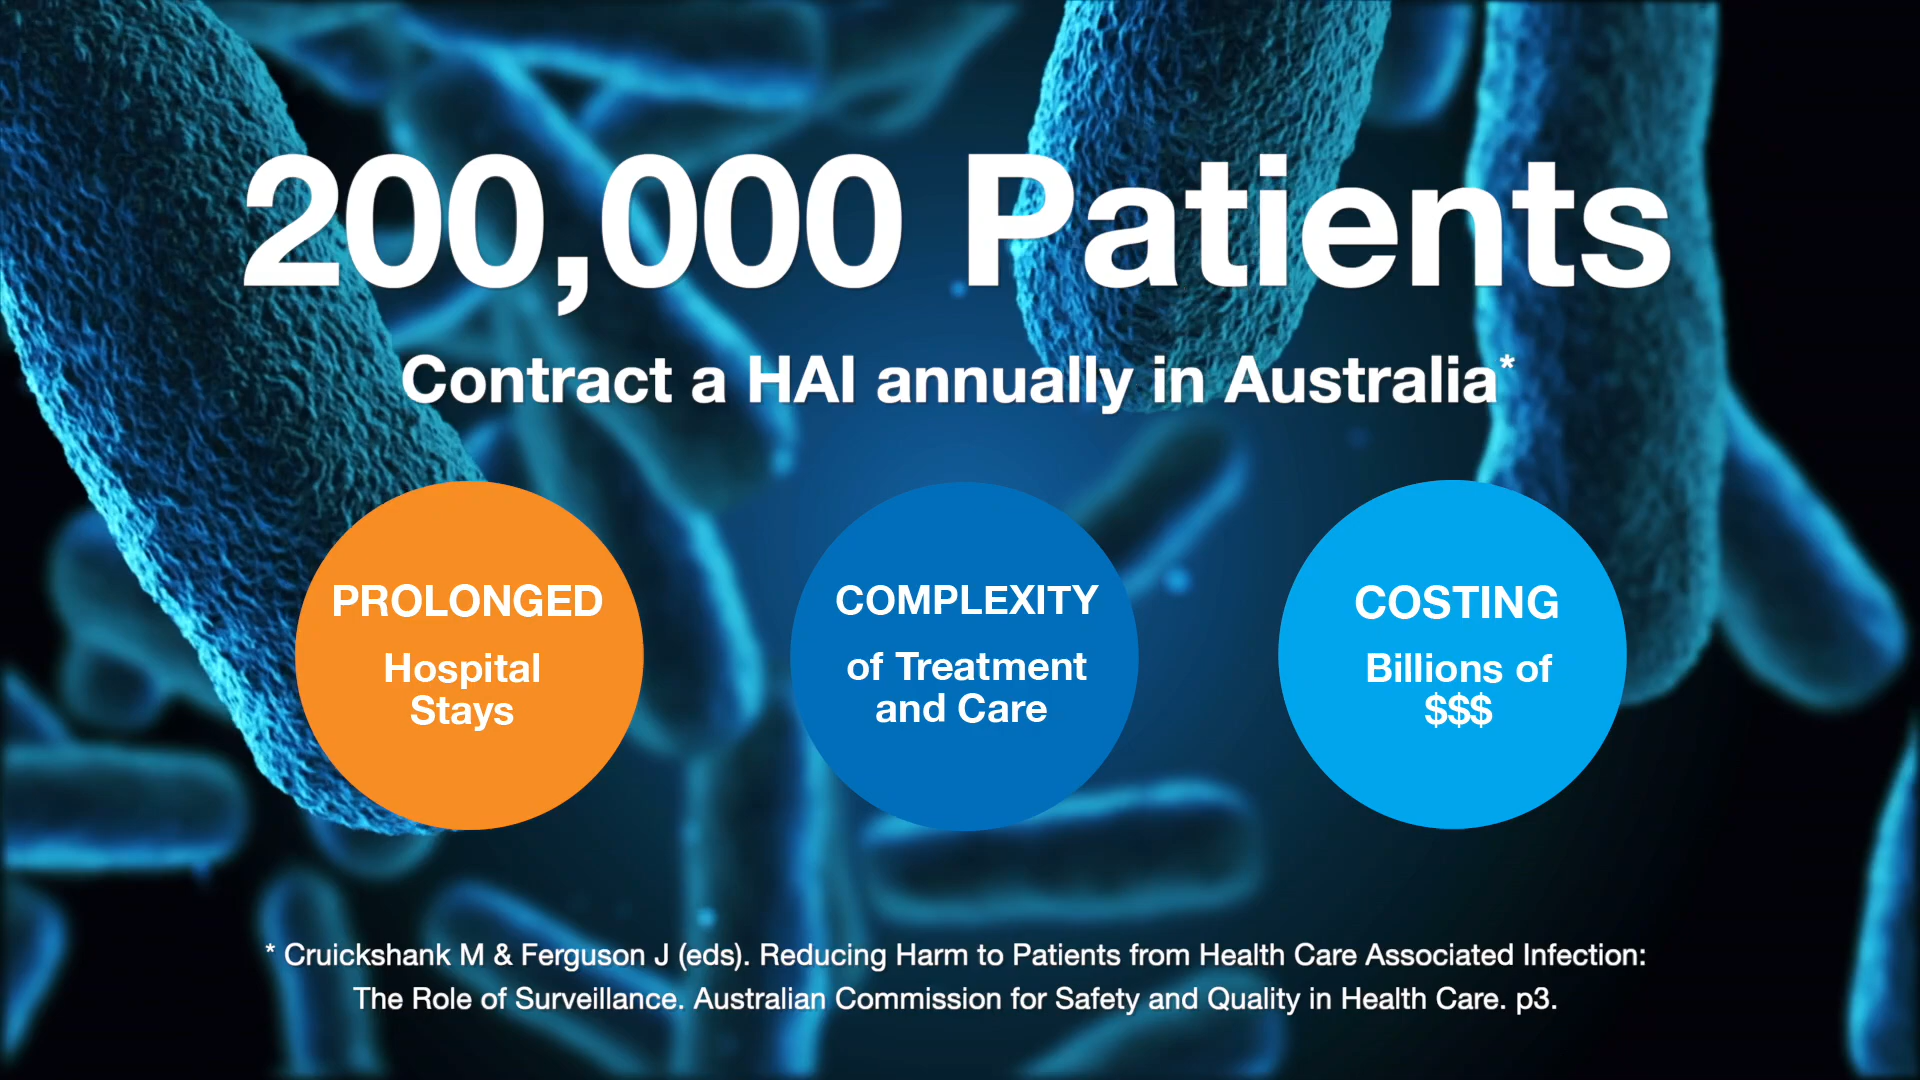 200,000 Patients
Contract a HAI annually in Australia*
PROLONGED
Hospital
Stays
COMPLEXITY
of Treatment
and Care
COSTING
Billions of
$$$
* Cruickshank M & Ferguson J (eds). Reducing Harm to Patients from Health Care Associated Infection:
The Role of Surveillance. Australian Commission for Safety and Quality in Health Care. p3.